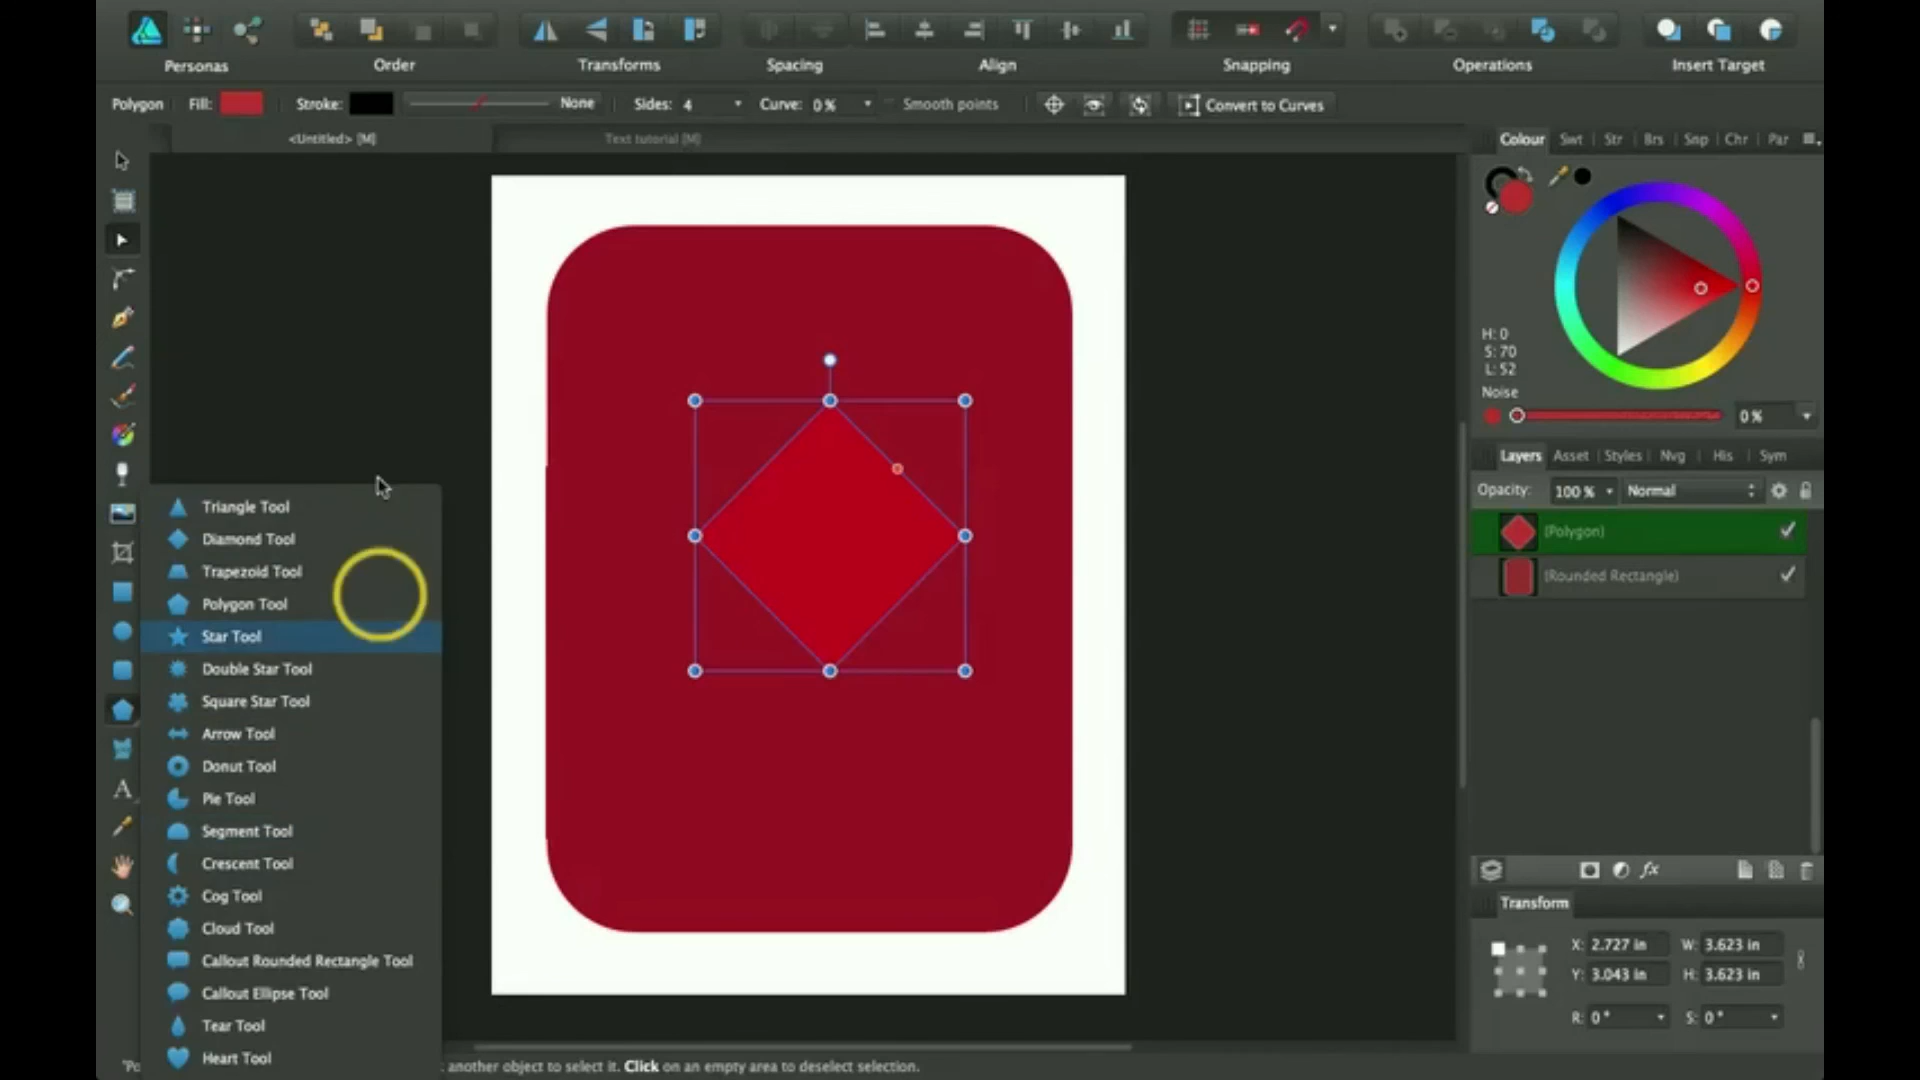 Personas
Order
Transforms
Spacing
Align
Snapping
Operations
Insert Target
Polygon
Fill:
Stroke:
None
Sides: 4
Curve: 0 %
Smooth points
Convert to Curves
<Untitled> [M]
Text tutorial [M]
Colour
Swt
Str
Brs
Snp
Chr
Par
H: 0
S: 70
L: 52
Noise
0 %
Layers
Asset
Styles
Nvg
His
Sym
Opacity:
100 %
Normal
(Polygon)
(Rounded Rectangle)
Triangle Tool
Diamond Tool
Trapezoid Tool
Polygon Tool
Star Tool
Double Star Tool
Square Star Tool
Arrow Tool
Donut Tool
Pie Tool
Segment Tool
Crescent Tool
Cog Tool
Cloud Tool
Callout Rounded Rectangle Tool
Callout Ellipse Tool
Tear Tool
Heart Tool
A
fx
Transform
X: 2.727 in
W: 3.623 in
Y: 3.043 in
H: 3.623 in
R: 0 °
S: 0 °
"Po
another object to select it. Click on an empty area to deselect selection.